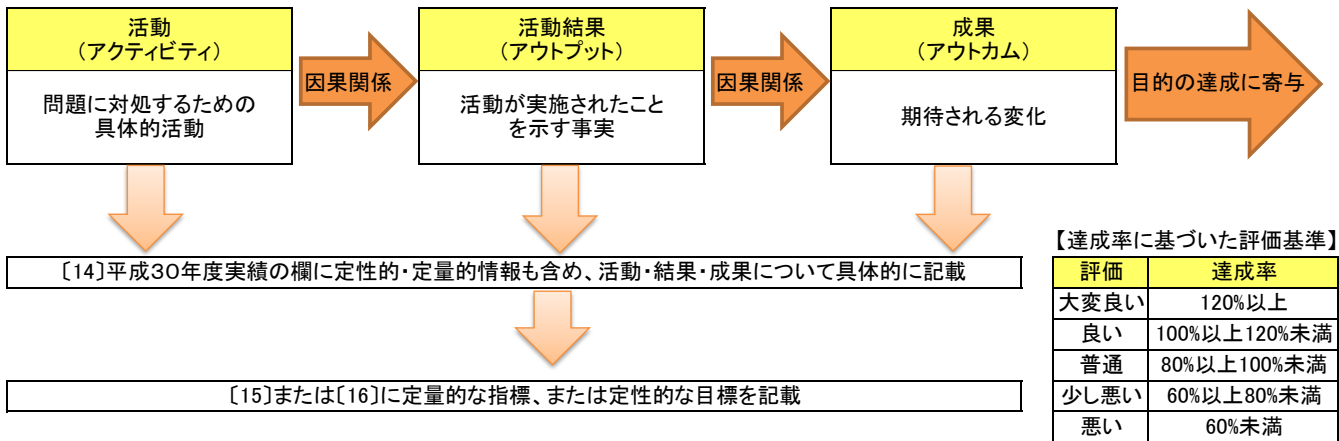 活動
（アクティビティ）
問題に対処するための
具体的活動
因果関係
活動結果
（アウトプット）
活動が実施されたこと
を示す事実
因果関係
成果
（アウトカム）
期待される変化
目的の達成に寄与
〔14〕平成３０年度実績の欄に定性的・定量的情報も含め、活動・結果・成果について具体的に記載
〔15〕または〔16〕に定量的な指標、または定性的な目標を記載
【達成率に基づいた評価基準】
評価 達成率
大変良い 120%以上
良い 100%以上120%未満
普通 80%以上100%未満
少し悪い 60%以上80%未満
悪い 60%未満